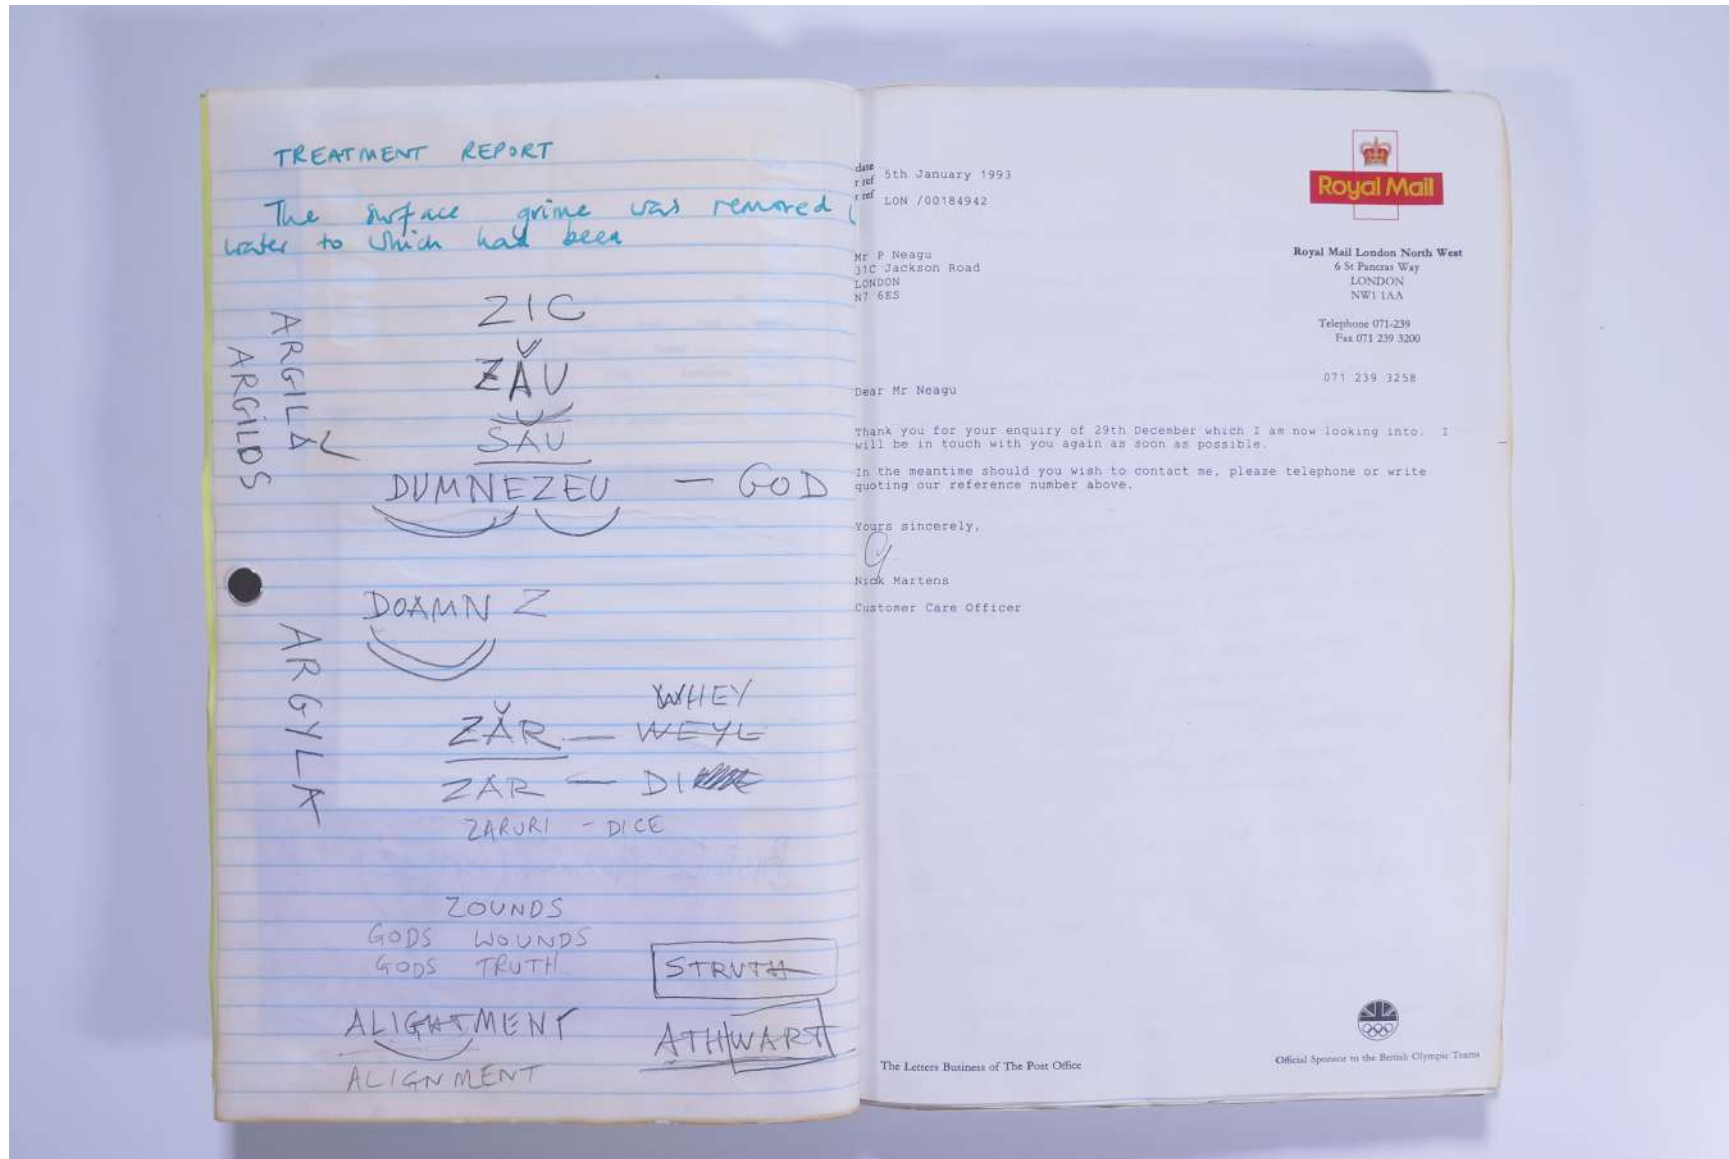 TREATMENT REPORT
The surface grime was removed
water to which had been
ZIC
ZĂU
SĂU
DUMNEZEU — GOD
ARGILĂ
ARGILOS
DOAMN Z
ARGYLA
WHEY
ZĂR — WEYL
ZAR — DI
ZARURI - DICE
ZOUNDS
GODS WOUNDS
GODS TRUTH
STRUTH
ALIGHTMENT
ATHWART
ALIGNMENT
date 5th January 1993
r ref
r ref LON /00184942
Royal Mail
Royal Mail London North West
6 St Pancras Way
LONDON
NW1 1AA
Telephone 071-239
Fax 071 239 3200
071 239 3258
Mr P Neagu
31C Jackson Road
LONDON
N7 6ES
Dear Mr Neagu
Thank you for your enquiry of 29th December which I am now looking into. I
will be in touch with you again as soon as possible.
In the meantime should you wish to contact me, please telephone or write
quoting our reference number above.
Yours sincerely,
Nick Martens
Customer Care Officer
The Letters Business of The Post Office
Official Sponsor to the British Olympic Teams